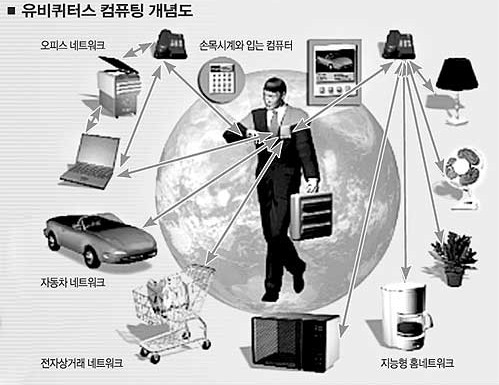 ■ 유비쿼터스 컴퓨팅 개념도
오피스 네트워크
손목시계와 입는 컴퓨터
자동차 네트워크
전자상거래 네트워크
지능형 홈네트워크